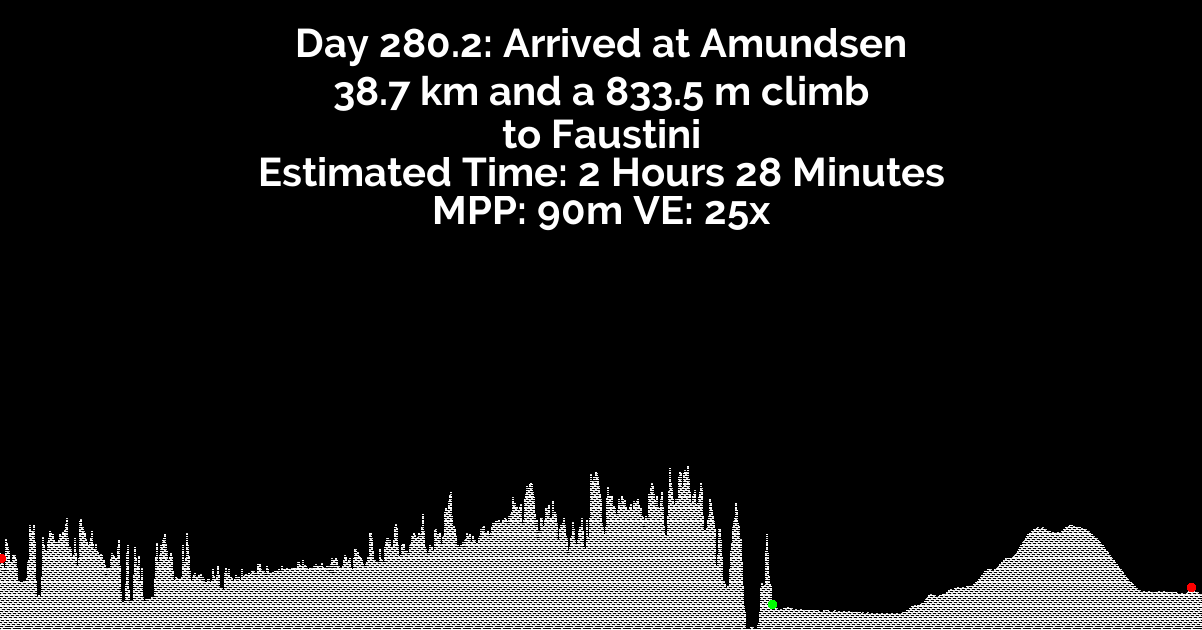 Day 280.2: Arrived at Amundsen
38.7 km and a 833.5 m climb
to Faustini
Estimated Time: 2 Hours 28 Minutes
MPP: 90m VE: 25x